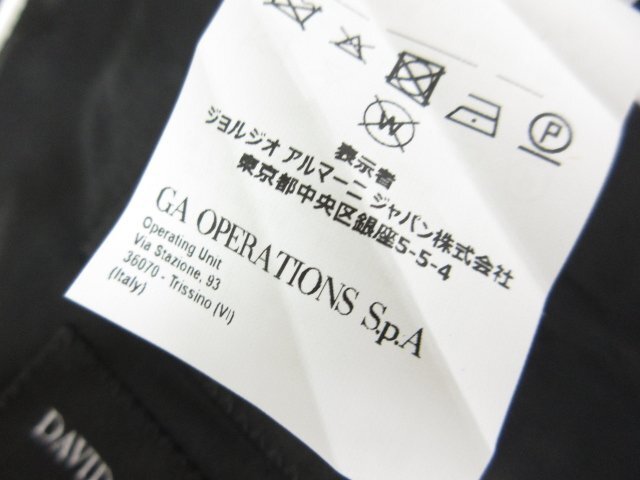 P
W
表示者
ジョルジオ アルマーニ ジャパン株式会社
東京都中央区銀座5-5-4
GA OPERATIONS S.p.A
Operating Unit
Via Stazione, 93
36070 - Trissino (Vi)
(Italy)
DAVID